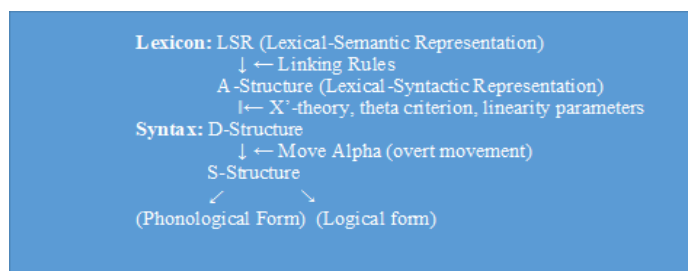 Lexicon: LSR (Lexical-Semantic Representation)
↓ ← Linking Rules
A-Structure (Lexical-Syntactic Representation)
‖← X’-theory, theta criterion, linearity parameters
Syntax: D-Structure
↓ ← Move Alpha (overt movement)
S-Structure
↙ ↘
(Phonological Form) (Logical form)